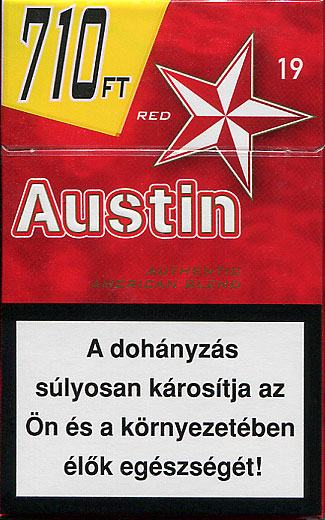 710 FT
RED
19
Austin
AUTHENTIC
AMERICAN BLEND
A dohányzás
súlyosan károsítja az
Ön és a környezetében
élők egészségét!